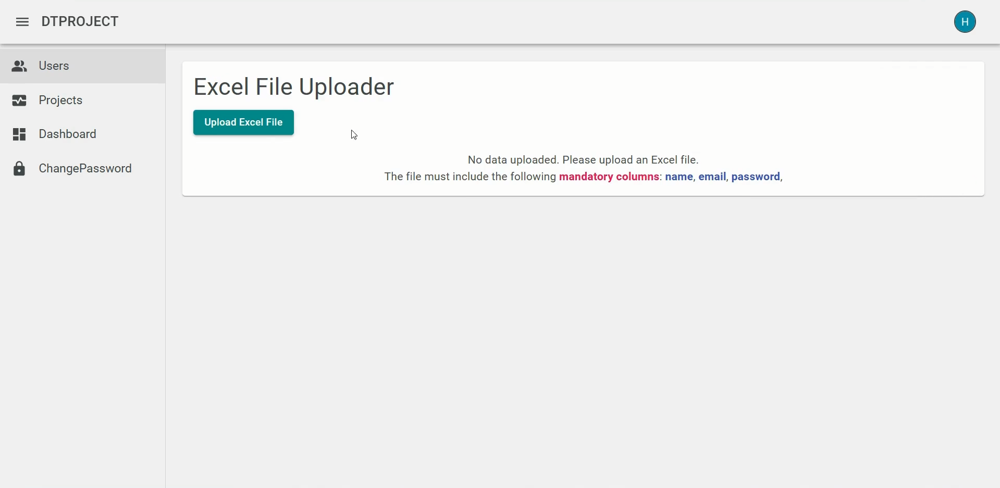 DTPROJECT
H
Users
Projects
Dashboard
ChangePassword
Excel File Uploader
Upload Excel File
No data uploaded. Please upload an Excel file.
The file must include the following mandatory columns: name, email, password,